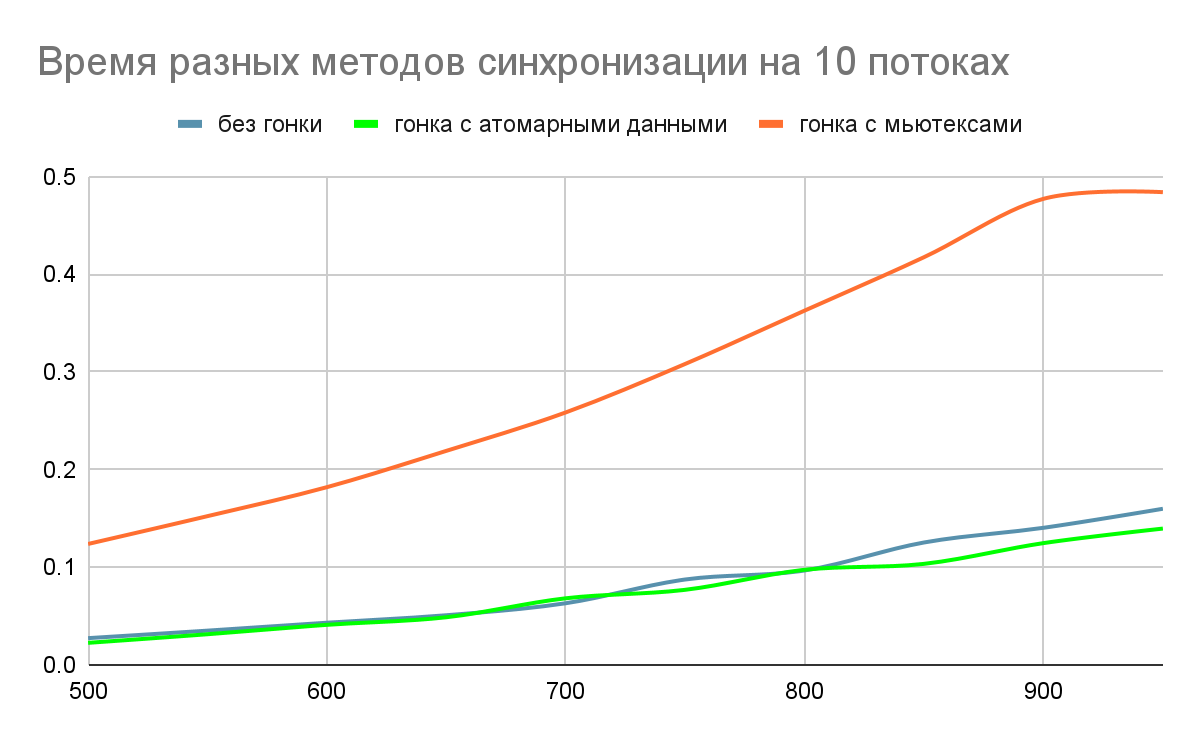 Время разных методов синхронизации на 10 потоках
без гонки гонка с атомарными данными гонка с мьютексами
0.5
0.4
0.3
0.2
0.1
0.0
500 600 700 800 900